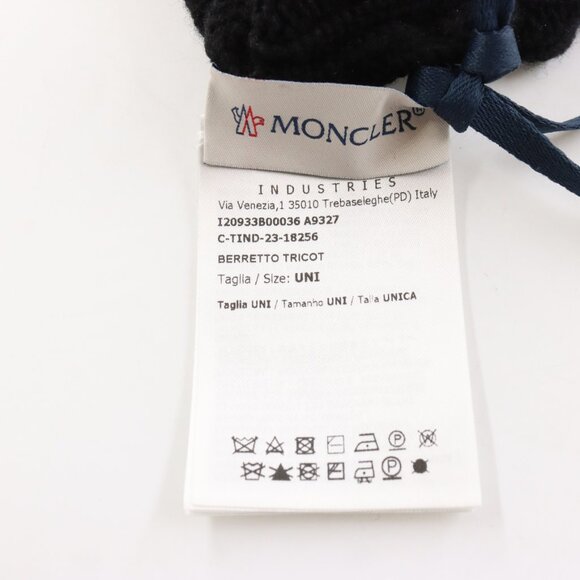 MONCLER®
INDUSTRIES
Via Venezia,1 35010 Trebaseleghe(PD) Italy
I20933B00036 A9327
C-TIND-23-18256
BERRETTO TRICOT
Taglia / Size: UNI
Taglia UNI / Tamanho UNI / Talla UNICA
P W
P